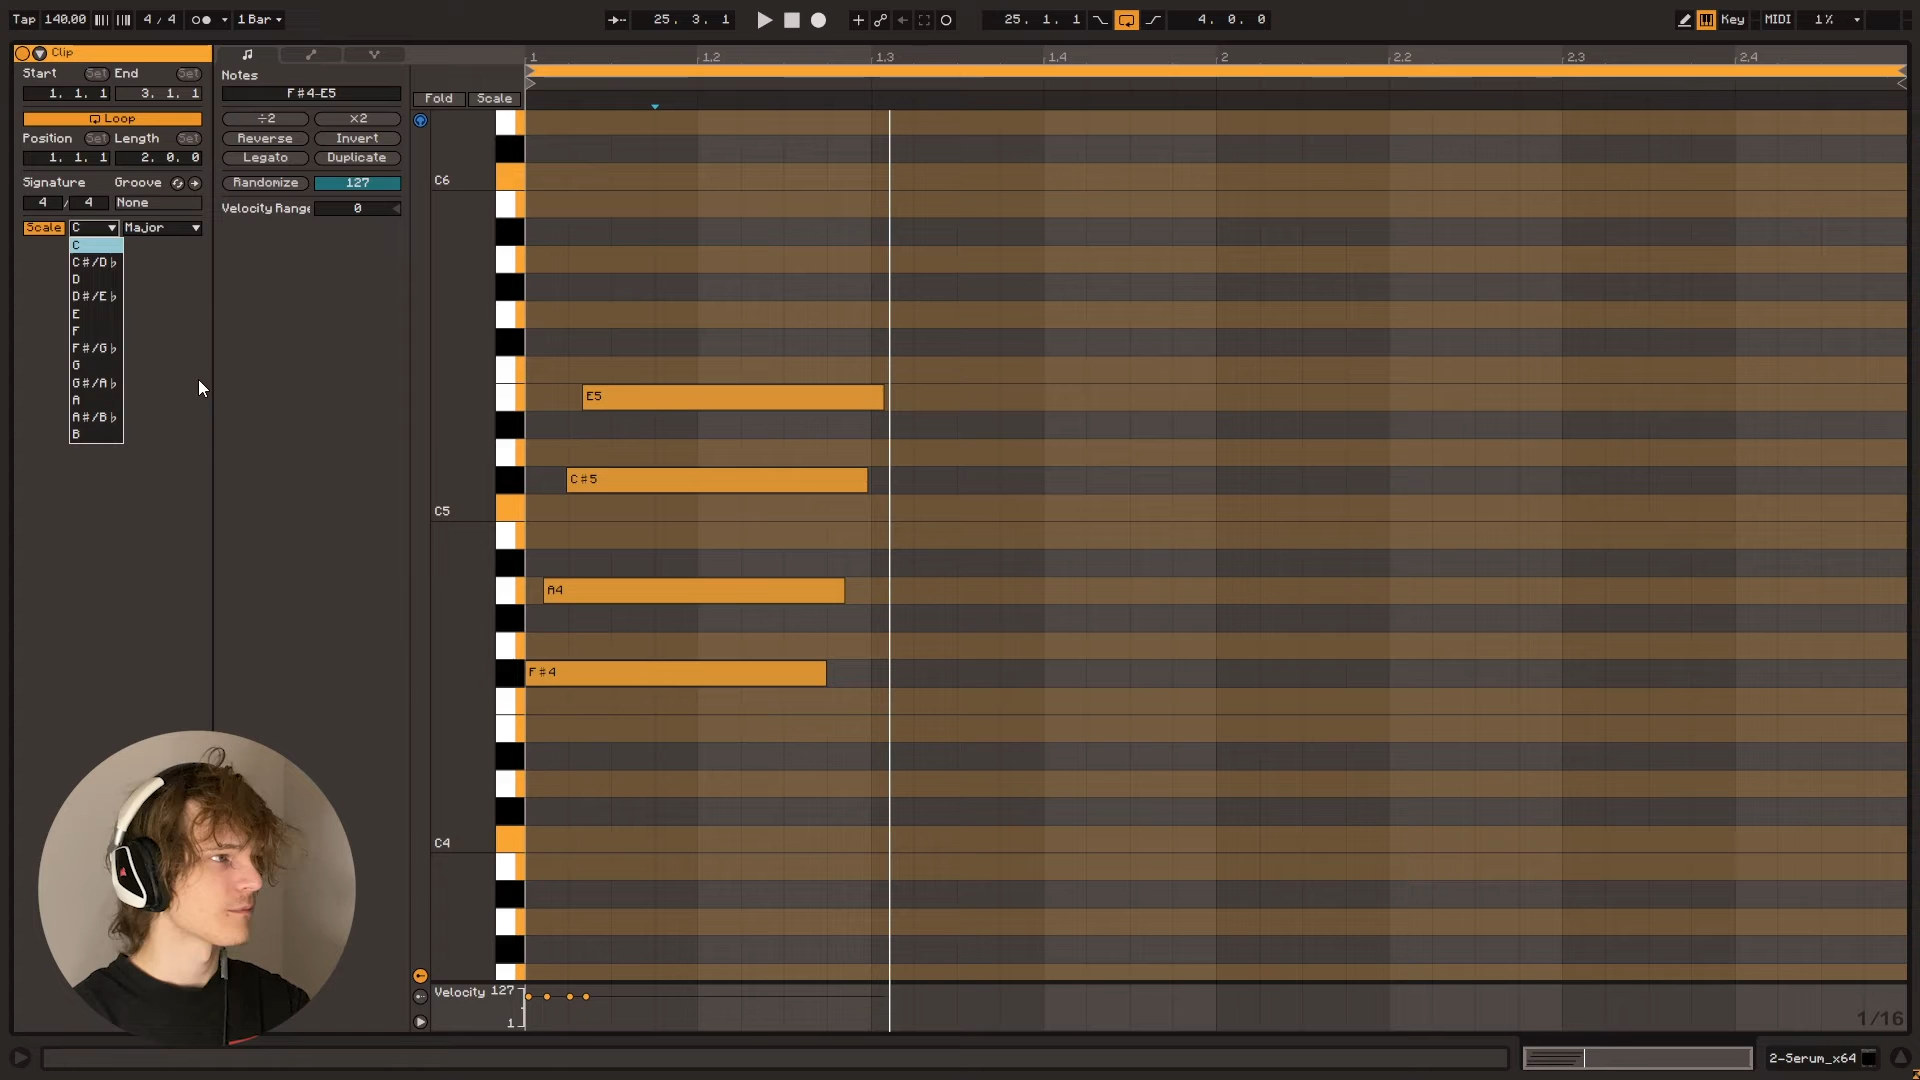 Tap 140.00 4 / 4 1 Bar 25. 3. 1 25. 1. 1 4. 0. 0 Key MIDI 1%
Clip
Start Set End Set
1. 1. 1 3. 1. 1
Loop
Position Set Length Set
1. 1. 1 2. 0. 0
Signature Groove
4 / 4 None
Scale C Major
C
C#/D♭
D
D#/E♭
E
F
F#/G♭
G
G#/A♭
A
A#/B♭
B
Notes
F#4-E5
÷2 ×2
Reverse Invert
Legato Duplicate
Randomize 127
Velocity Range 0
1 1.2 1.3 1.4 2 2.2 2.3 2.4
Fold Scale
C6
E5
C#5
C5
A4
F#4
C4
Velocity 127
1
1/16
2-Serum_x64